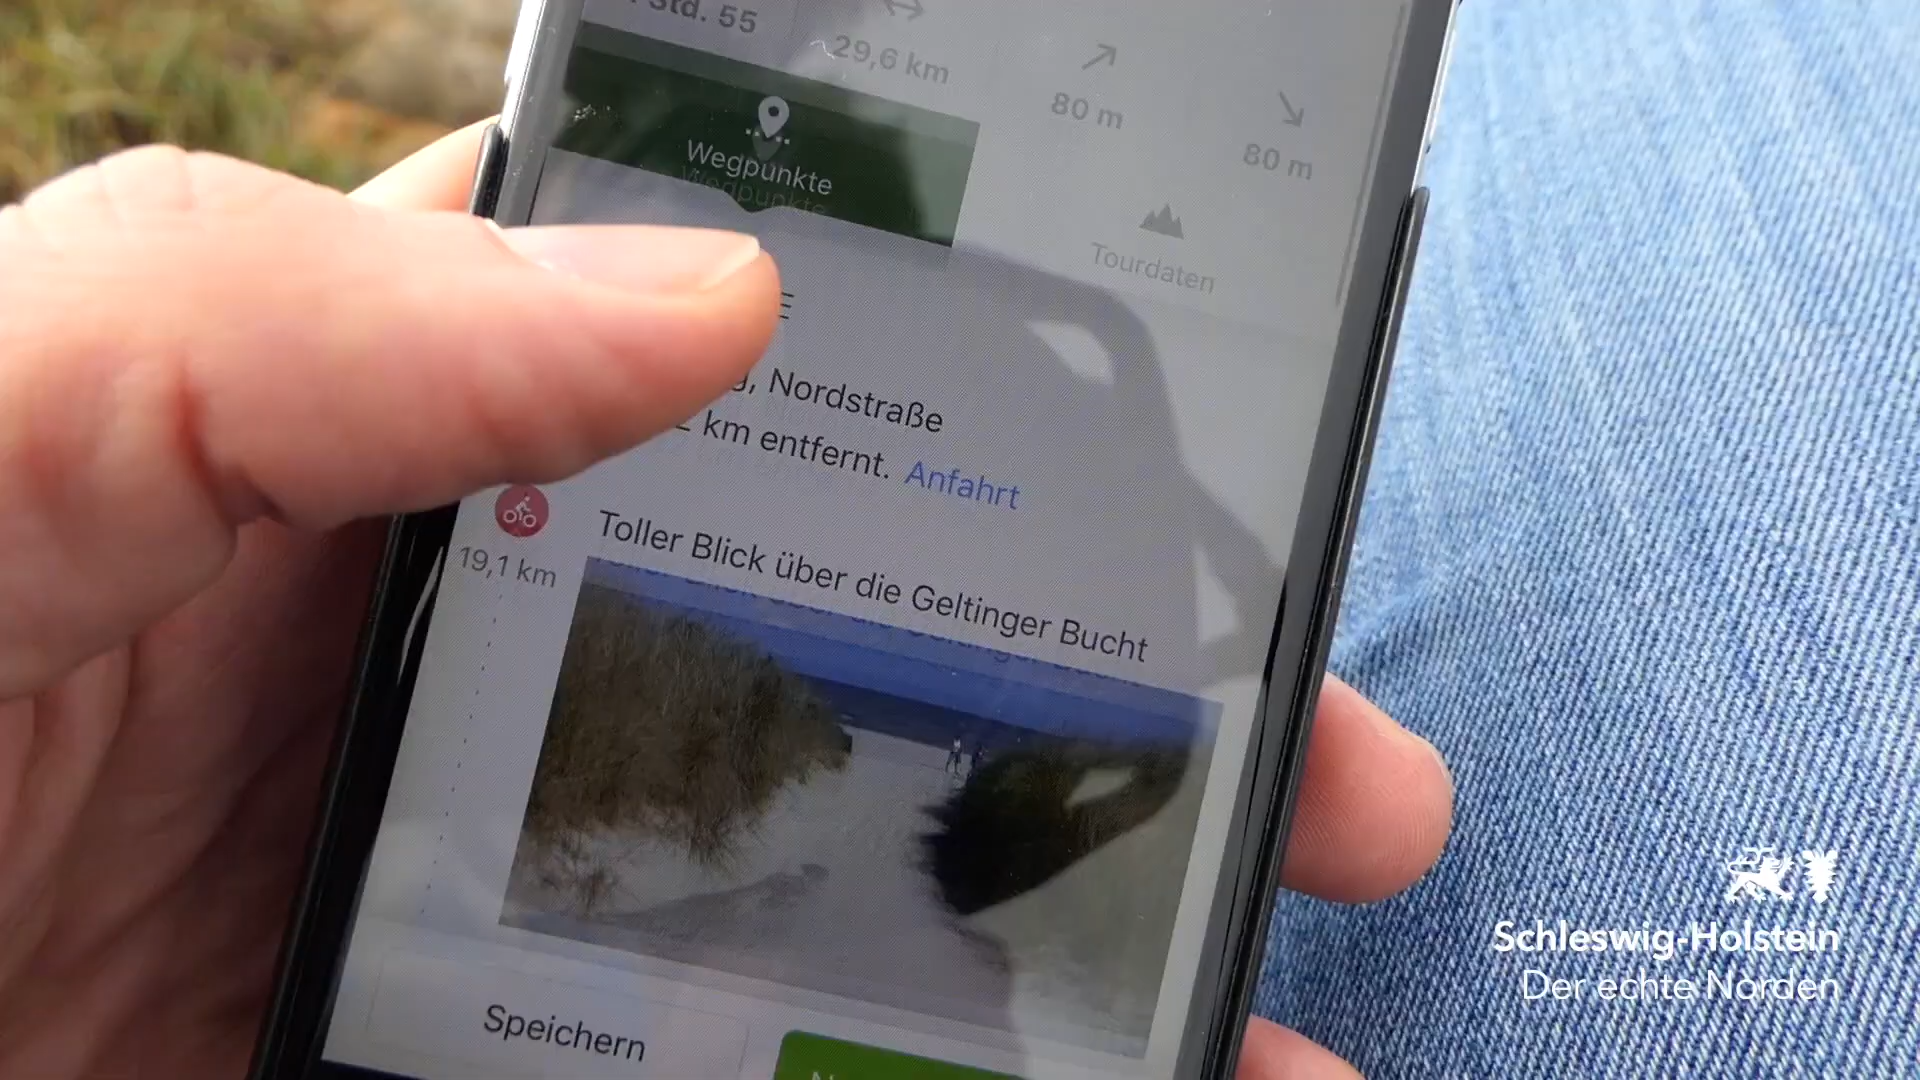 Std. 55
29,6 km
80 m
80 m
Wegpunkte
Tourdaten
Nordstraße
km entfernt. Anfahrt
19,1 km
Toller Blick über die Geltinger Bucht
Speichern
Schleswig-Holstein
Der echte Norden